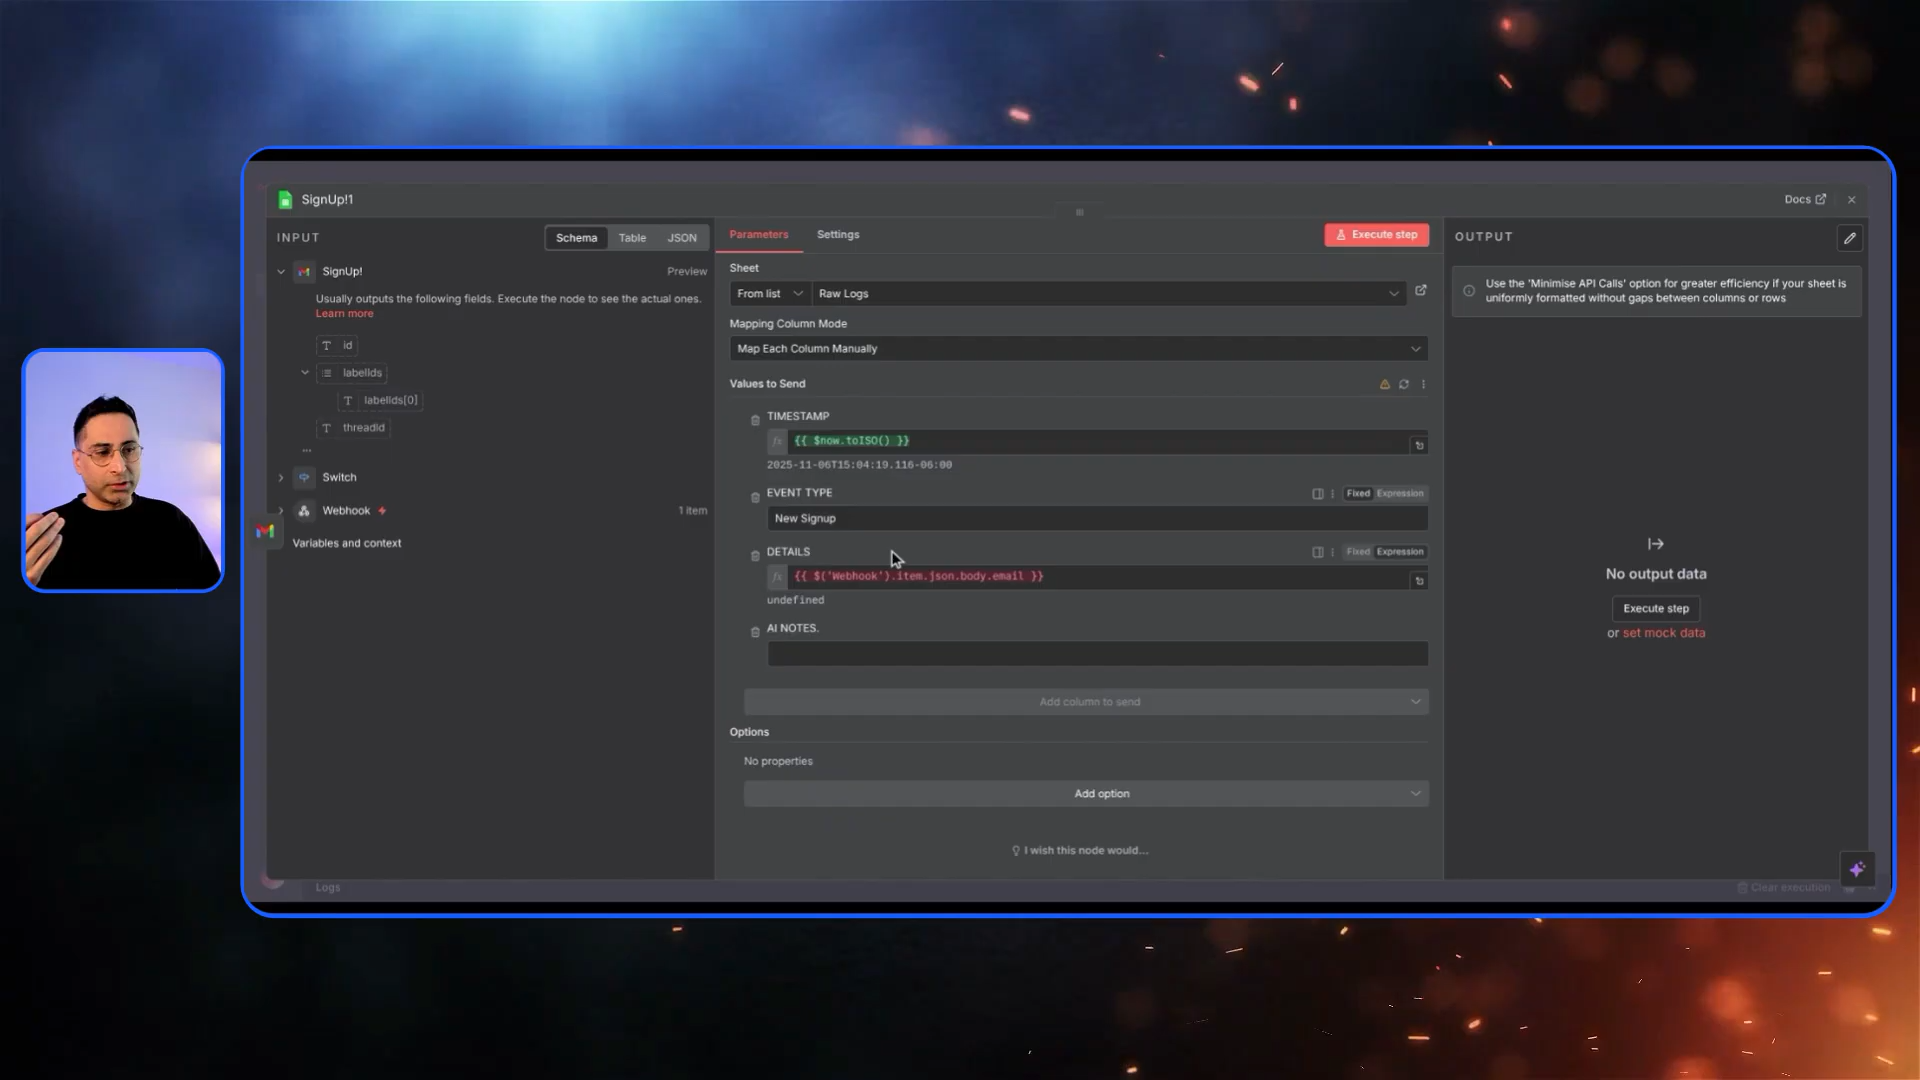 SignUp!1
Docs
INPUT
Schema
Table
JSON
SignUp!
Preview
Usually outputs the following fields. Execute the node to see the actual ones.
Learn more
T id
labelIds
T labelIds[0]
T threadId
...
Switch
Webhook
1 item
Variables and context
Parameters
Settings
Execute step
Sheet
From list
Raw Logs
Mapping Column Mode
Map Each Column Manually
Values to Send
TIMESTAMP
fx {{ $now.toISO() }}
2025-11-06T15:04:19.116-06:00
EVENT TYPE
Fixed Expression
New Signup
DETAILS
Fixed Expression
fx {{ $('Webhook').item.json.body.email }}
undefined
AI NOTES.
Add column to send
Options
No properties
Add option
I wish this node would...
OUTPUT
Use the 'Minimise API Calls' option for greater efficiency if your sheet is
uniformly formatted without gaps between columns or rows
No output data
Execute step
or set mock data
Logs
Clear execution